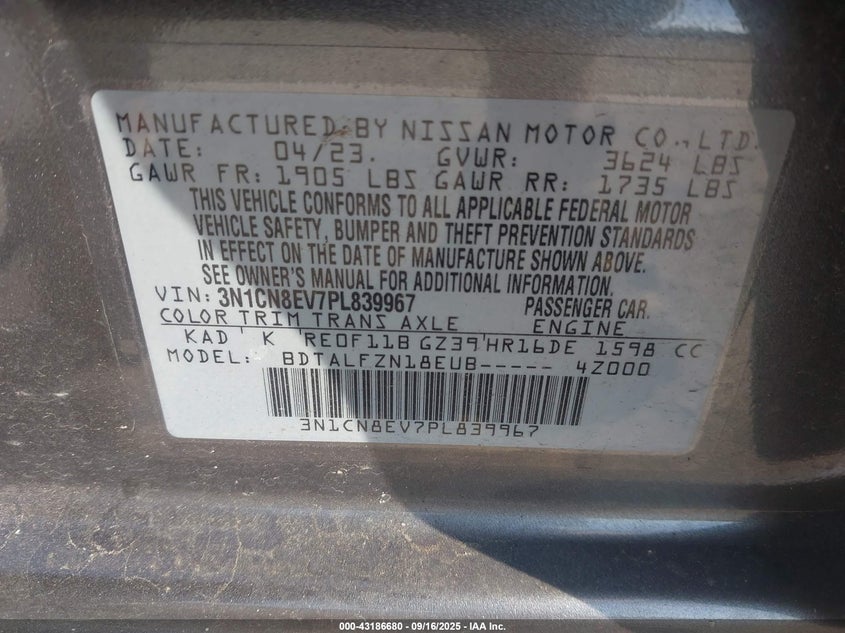 MANUFACTURED BY NISSAN MOTOR CO., LTD.
DATE: 04/23. GVWR: 3624 LBS
GAWR FR: 1905 LBS GAWR RR: 1735 LBS
THIS VEHICLE CONFORMS TO ALL APPLICABLE FEDERAL MOTOR
VEHICLE SAFETY, BUMPER AND THEFT PREVENTION STANDARDS
IN EFFECT ON THE DATE OF MANUFACTURE SHOWN ABOVE.
SEE OWNER'S MANUAL FOR ADDITIONAL INFORMATION.
VIN: 3N1CN8EV7PL839967 PASSENGER CAR.
COLOR TRIM TRANS AXLE ENGINE
KAD ' K 'RE0F11B GZ39'HR16DE 1598 CC
MODEL: BDTALFZN18EUB----- 4Z000
3N1CN8EV7PL839967
000-43186680 - 09/16/2025 - IAA Inc.